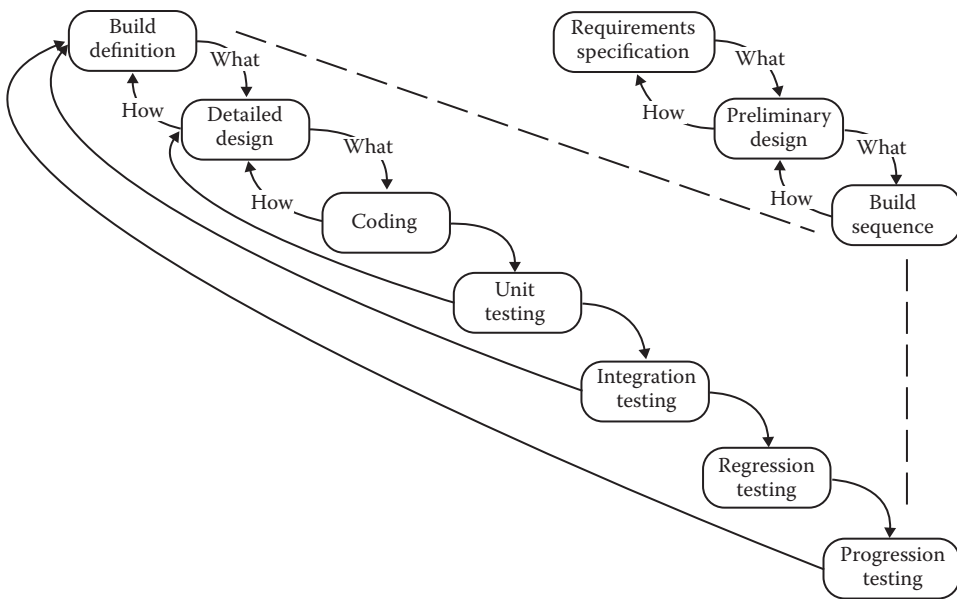 Build
definition
What
How
Detailed
design
What
How
Coding
Unit
testing
Integration
testing
Regression
testing
Progression
testing
Requirements
specification
What
How
Preliminary
design
What
How
Build
sequence